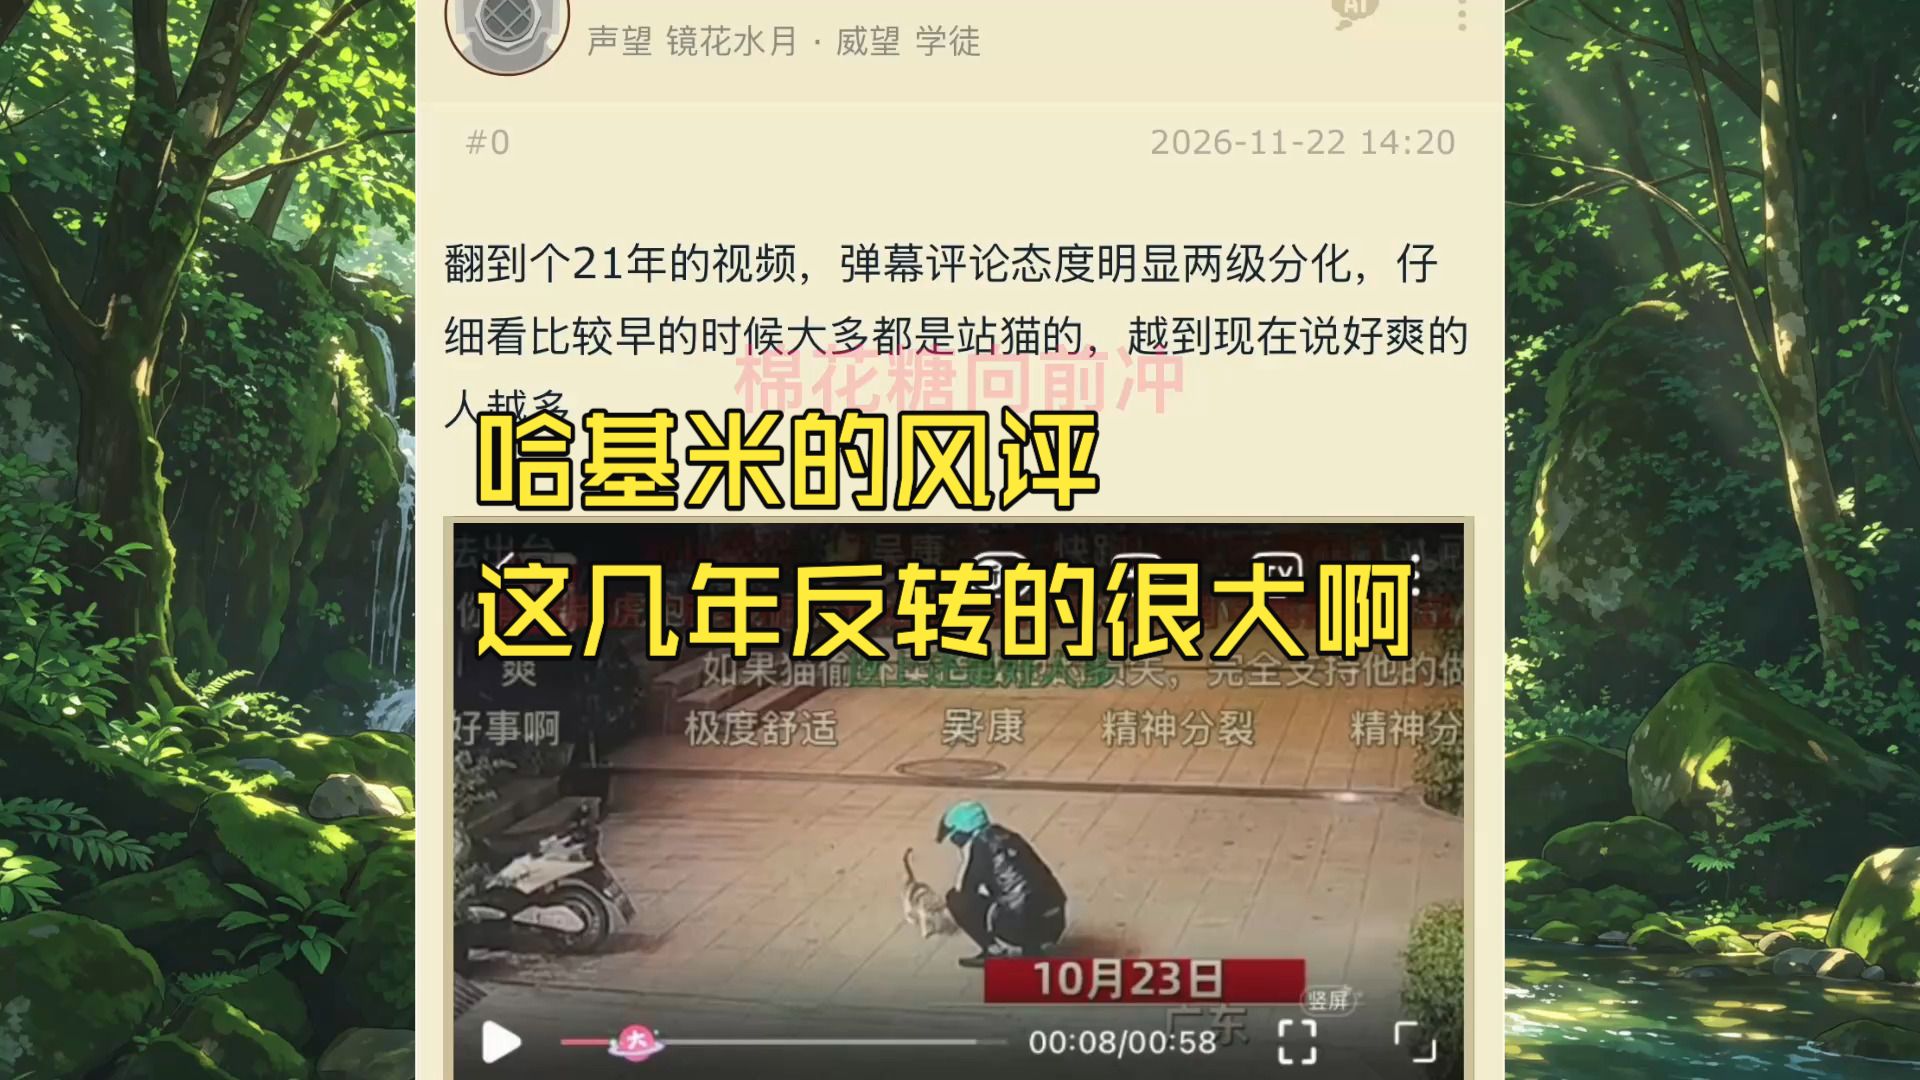 声望 镜花水月 · 威望 学徒
AI
#0
2026-11-22 14:20
翻到个21年的视频，弹幕评论态度明显两级分化，仔
细看比较早的时候大多都是站猫的，越到现在说好爽的
人越多
棉花糖向前冲
哈基米的风评
这几年反转的很大啊
爽
如果猫偷
完全支持他的做
好事啊
极度舒适
吴康
精神分裂
精神分
10月23日
广东
竖屏
00:08/00:58